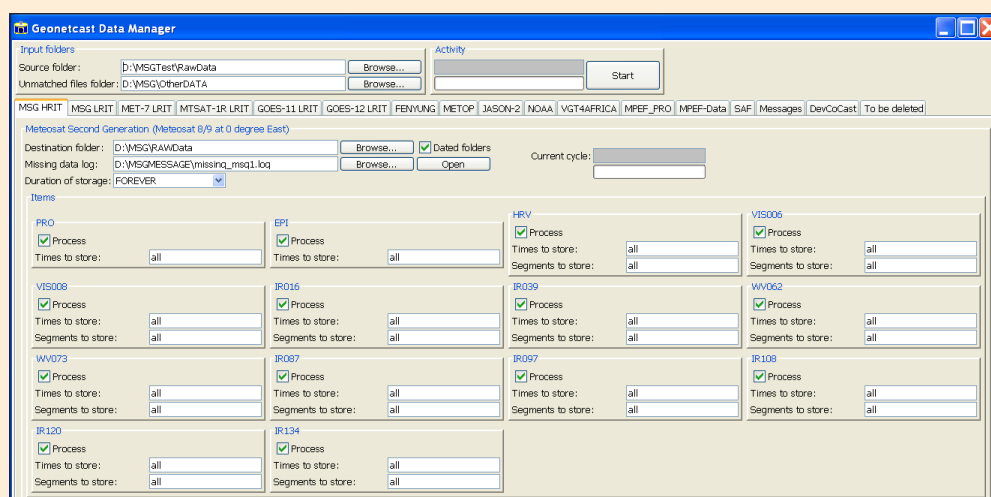 Geonetcast Data Manager
Input folders
Source folder: D:\MSGTest\RawData Browse...
Unmatched files folder: D:\MSG\OtherDATA Browse...
Activity
Start
MSG HRIT MSG LRIT MET-7 LRIT MTSAT-1R LRIT GOES-11 LRIT GOES-12 LRIT FENYUNG METOP JASON-2 NOAA VGT4AFRICA MPEF_PRO MPEF-Data SAF Messages DevCoCast To be deleted
Meteosat Second Generation (Meteosat 8/9 at 0 degree East)
Destination folder: D:\MSG\RAWData Browse... Dated folders
Missing data log: D:\MSGMESSAGE\missing_msg1.log Browse... Open
Duration of storage: FOREVER
Current cycle:
Items
PRO
Process
Times to store: all
EPI
Process
Times to store: all
HRV
Process
Times to store: all
Segments to store: all
VIS006
Process
Times to store: all
Segments to store: all
VIS008
Process
Times to store: all
Segments to store: all
IR016
Process
Times to store: all
Segments to store: all
IR039
Process
Times to store: all
Segments to store: all
WV062
Process
Times to store: all
Segments to store: all
WV073
Process
Times to store: all
Segments to store: all
IR087
Process
Times to store: all
Segments to store: all
IR097
Process
Times to store: all
Segments to store: all
IR108
Process
Times to store: all
Segments to store: all
IR120
Process
Times to store: all
Segments to store: all
IR134
Process
Times to store: all
Segments to store: all